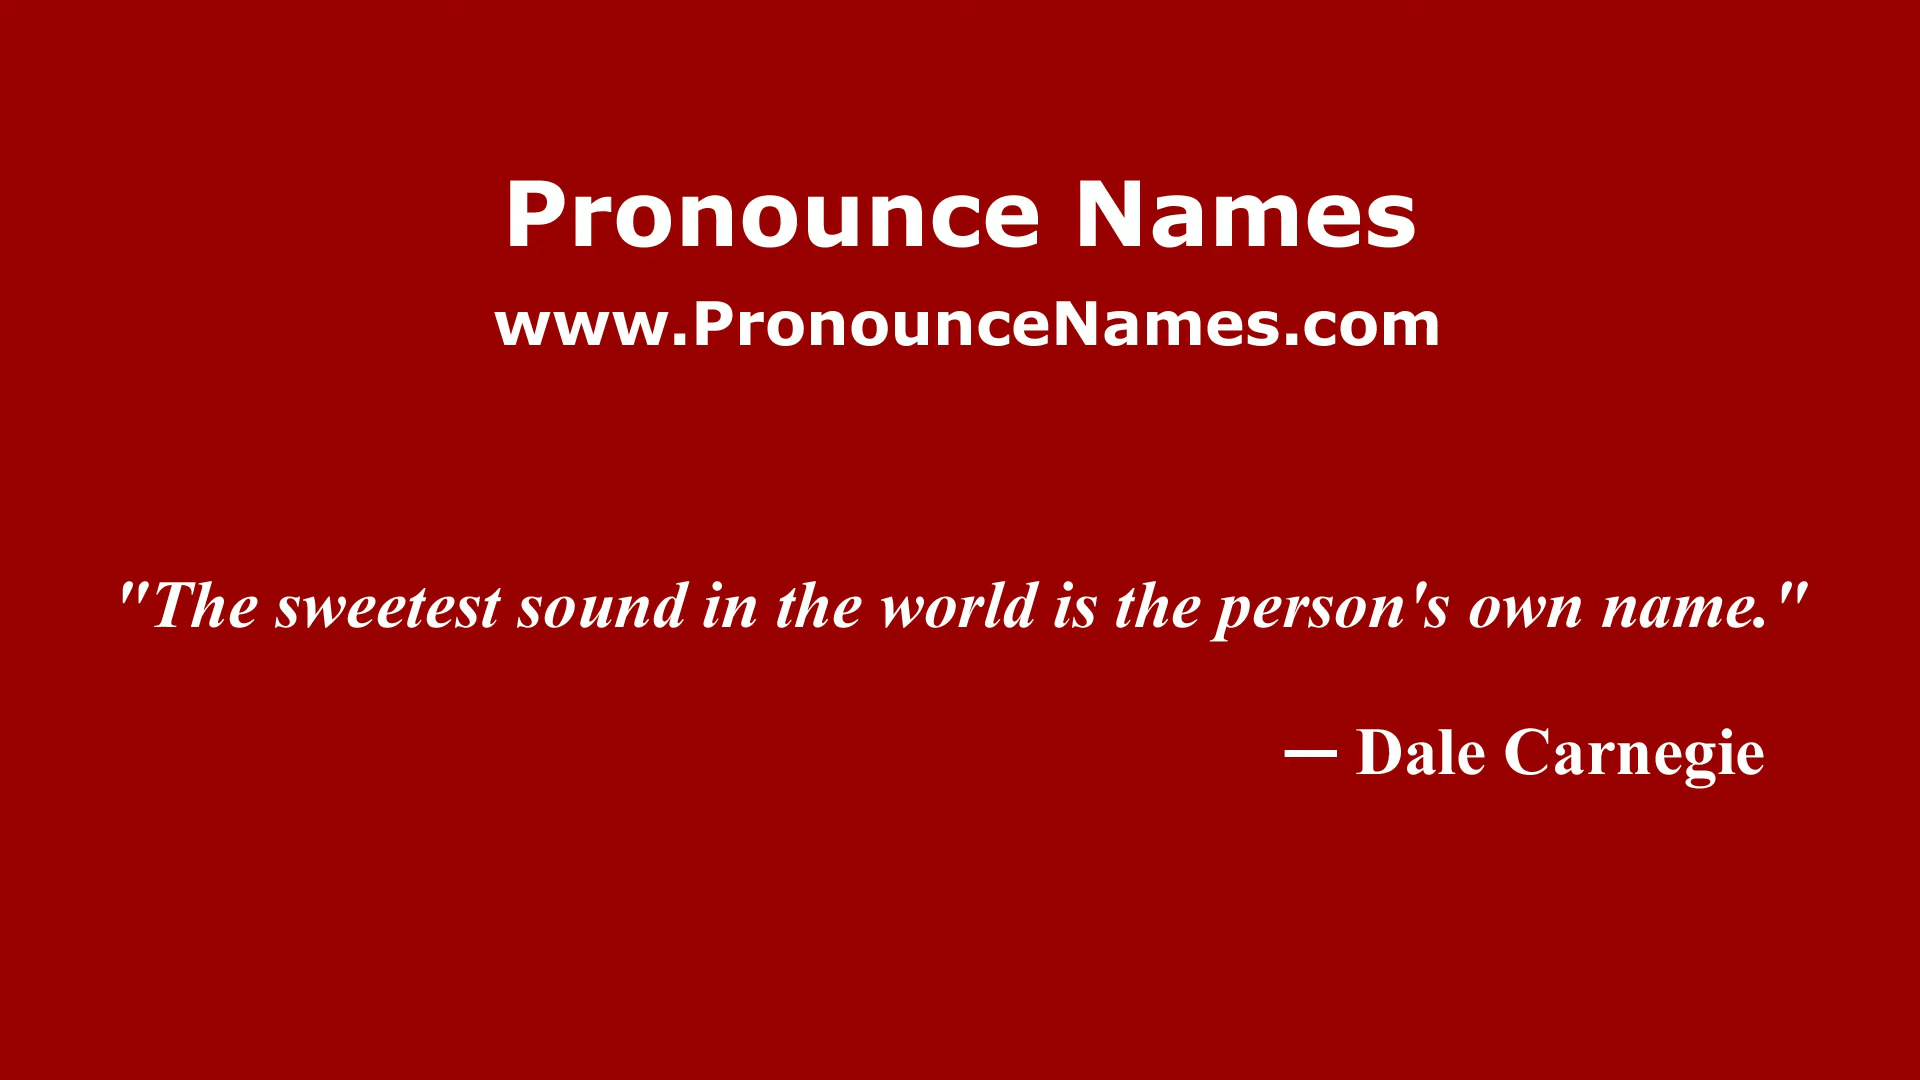 Pronounce Names
www.PronounceNames.com
"The sweetest sound in the world is the person's own name."
— Dale Carnegie